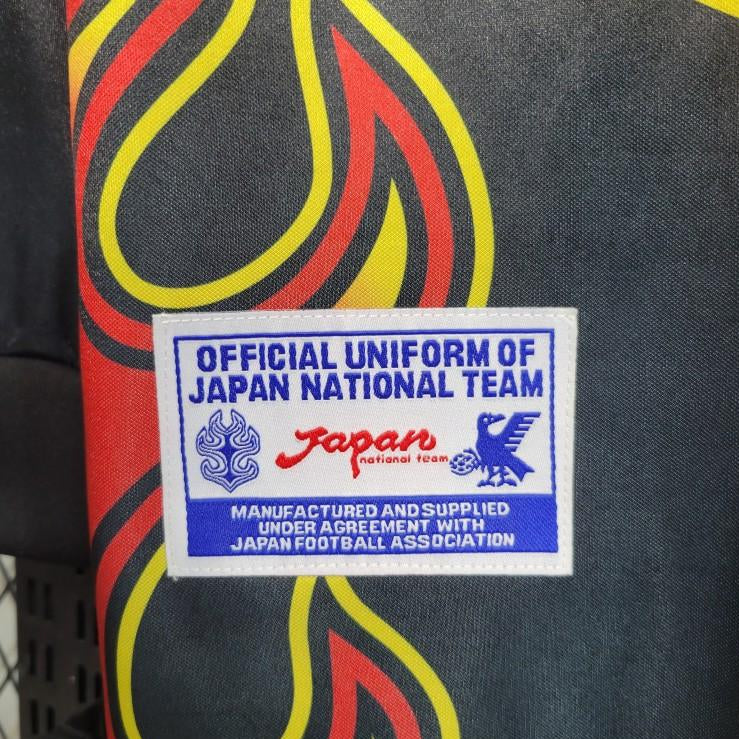 OFFICIAL UNIFORM OF
JAPAN NATIONAL TEAM
Japan
national team
MANUFACTURED AND SUPPLIED
UNDER AGREEMENT WITH
JAPAN FOOTBALL ASSOCIATION